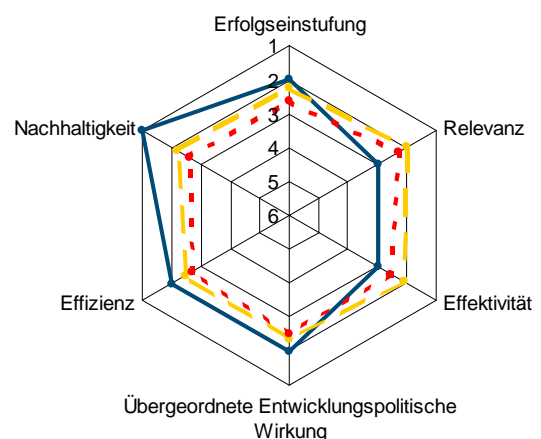 Erfolgseinstufung
1
2
3
4
5
6
Nachhaltigkeit
Relevanz
Effizienz
Effektivität
Übergeordnete Entwicklungspolitische
Wirkung